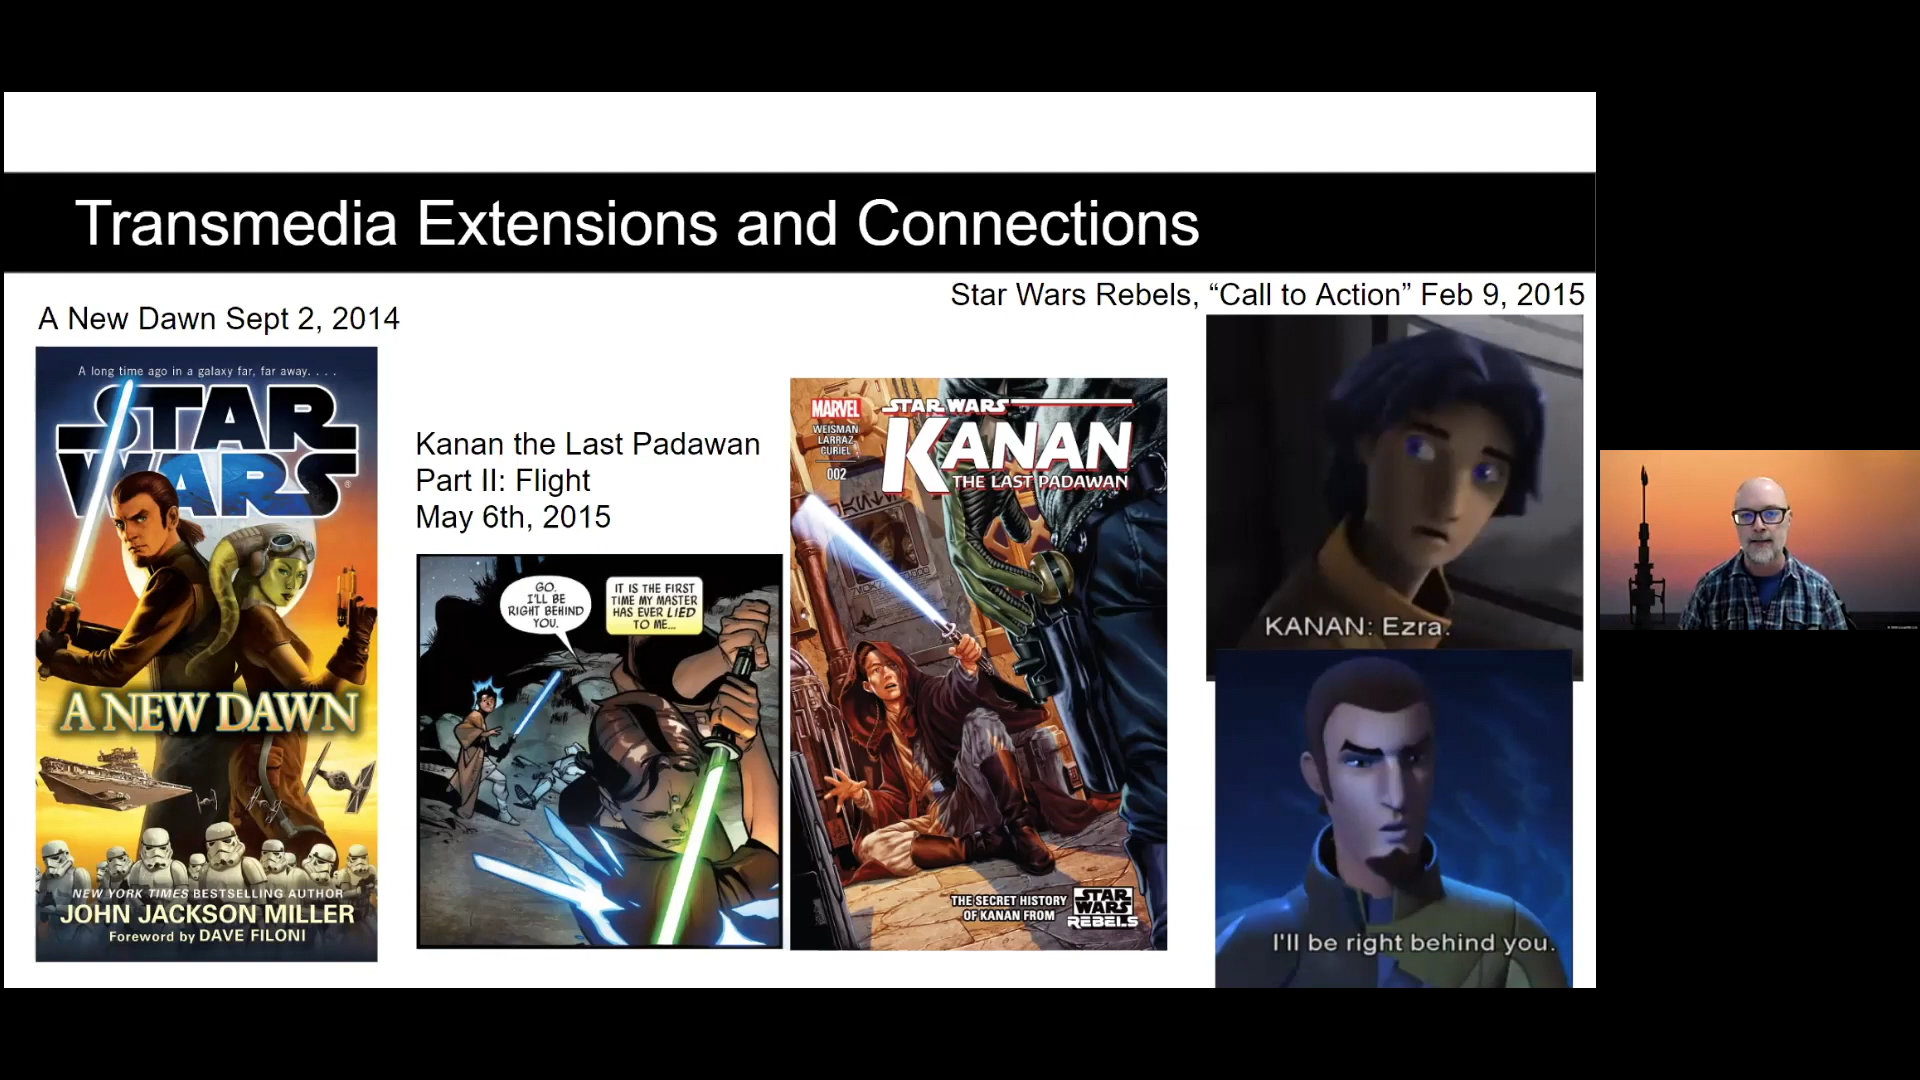 Transmedia Extensions and Connections
Star Wars Rebels, “Call to Action” Feb 9, 2015
A New Dawn Sept 2, 2014
A long time ago in a galaxy far, far away. . . .
STAR
WARS
A NEW DAWN
NEW YORK TIMES BESTSELLING AUTHOR
JOHN JACKSON MILLER
Foreword by DAVE FILONI
Kanan the Last Padawan
Part II: Flight
May 6th, 2015
GO.
I'LL BE
RIGHT BEHIND
YOU.
IT IS THE FIRST
TIME MY MASTER
HAS EVER LIED
TO ME...
MARVEL
WEISMAN
LARRAZ
CURIEL
002
STAR WARS
KANAN
THE LAST PADAWAN
THE SECRET HISTORY
OF KANAN FROM
STAR
WARS
REBELS
KANAN: Ezra.
I'll be right behind you.